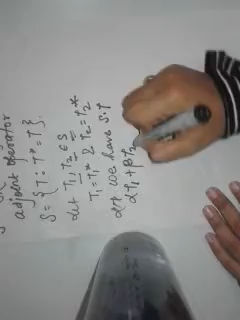 adjoint operator
S = {T : T* = T}.
Let T₁, T₂ ∈ S
T₁ = T₁* & T₂ = T₂*
we have S.T
αT₁ + βT₂